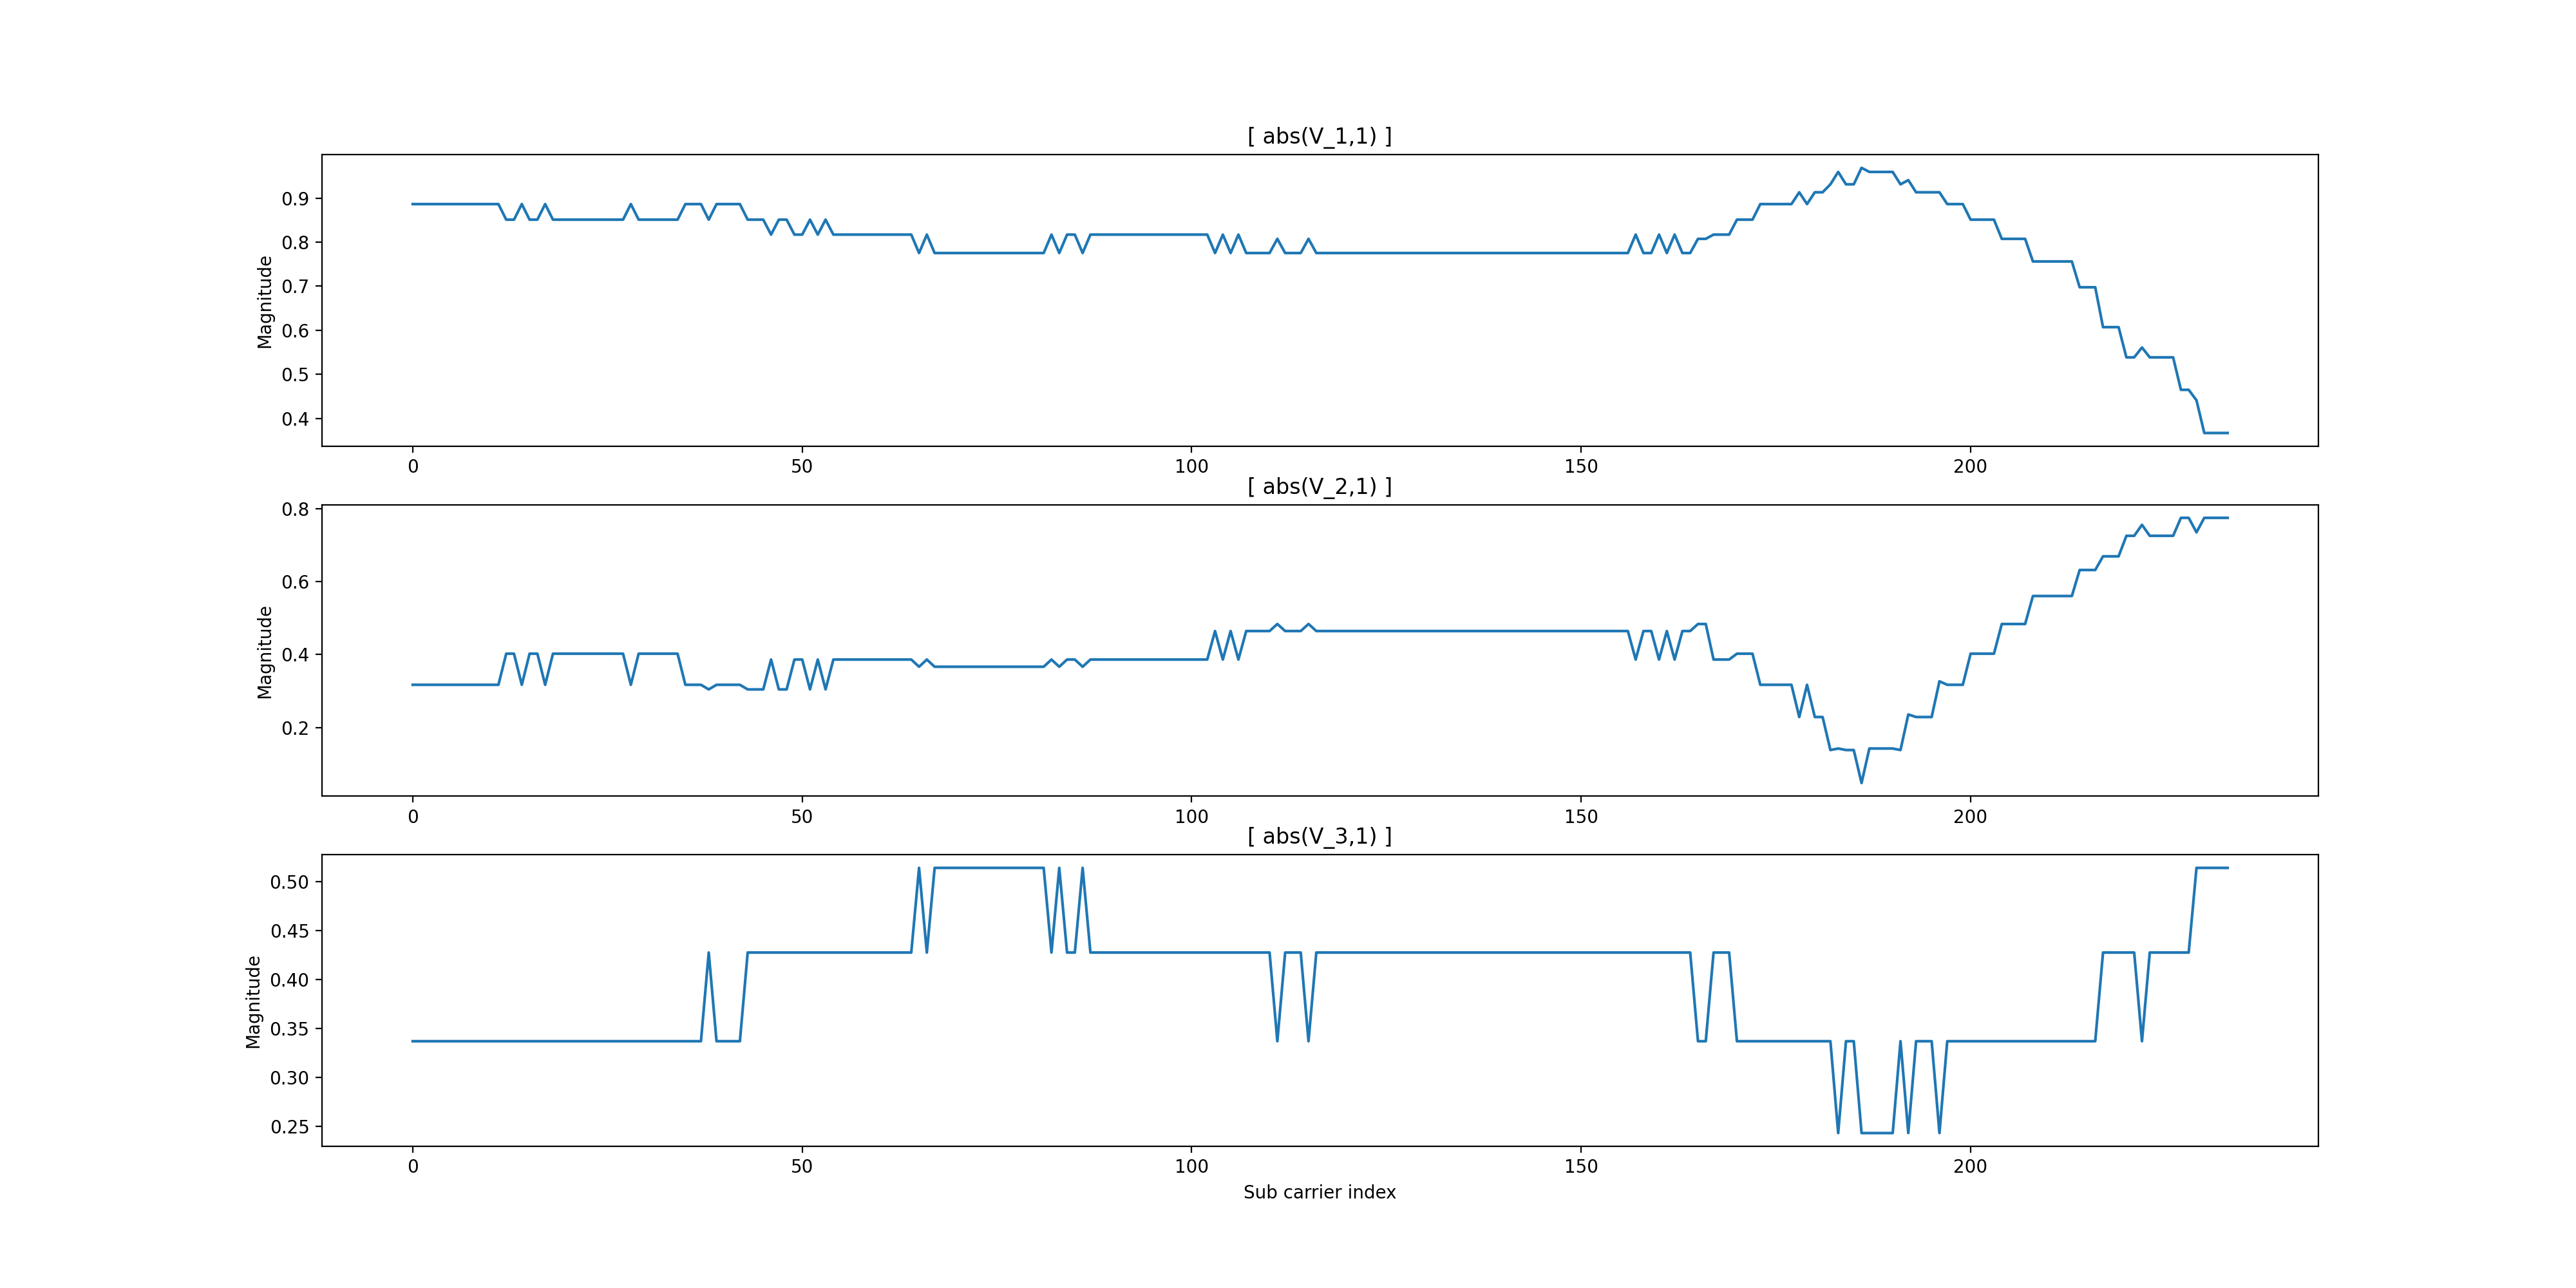 [ abs(V_1,1) ]
Magnitude
0.9
0.8
0.7
0.6
0.5
0.4
0 50 100 150 200
[ abs(V_2,1) ]
Magnitude
0.8
0.6
0.4
0.2
0 50 100 150 200
[ abs(V_3,1) ]
Magnitude
0.50
0.45
0.40
0.35
0.30
0.25
0 50 100 150 200
Sub carrier index